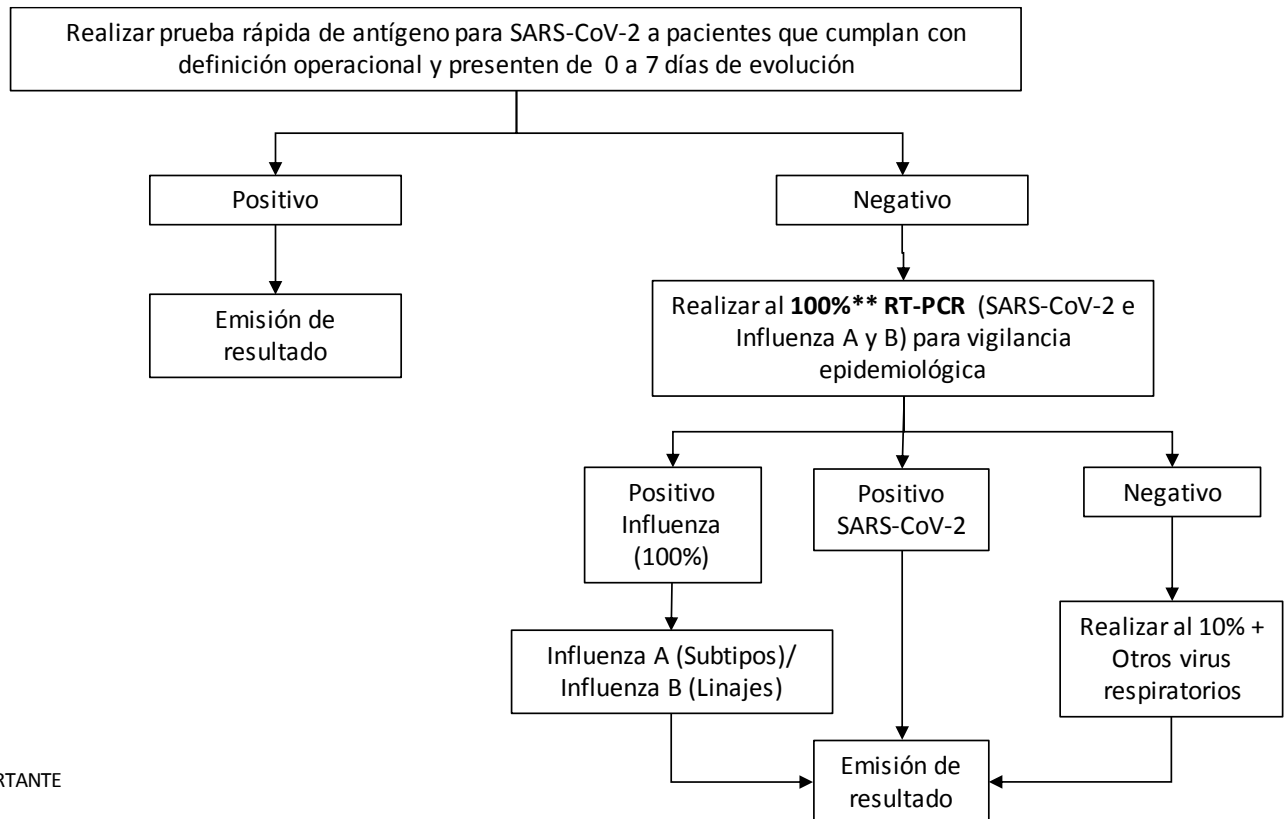 Realizar prueba rápida de antígeno para SARS-CoV-2 a pacientes que cumplan con
definición operacional y presenten de 0 a 7 días de evolución
Positivo
Negativo
Emisión de
resultado
Realizar al 100%** RT-PCR (SARS-CoV-2 e
Influenza A y B) para vigilancia
epidemiológica
Positivo
Influenza
(100%)
Positivo
SARS-CoV-2
Negativo
Influenza A (Subtipos)/
Influenza B (Linajes)
Realizar al 10% +
Otros virus
respiratorios
Emisión de
resultado
RTANTE